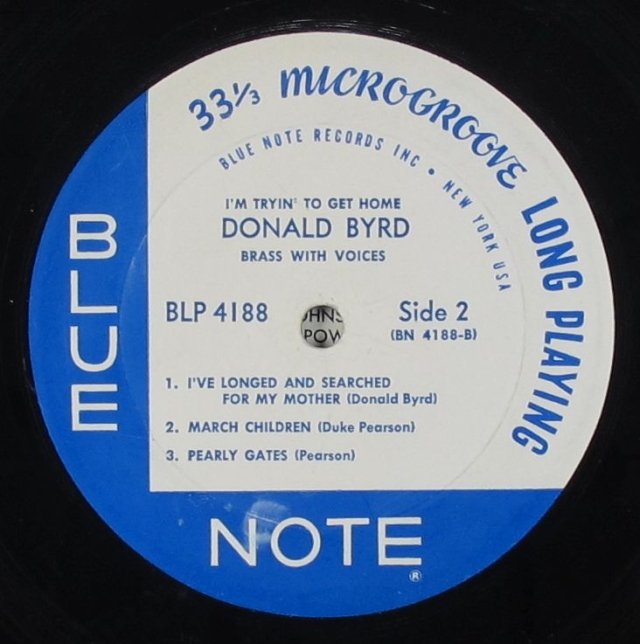 33⅓ MICROGROOVE LONG PLAYING
BLUE NOTE RECORDS INC • NEW YORK USA
I'M TRYIN' TO GET HOME
DONALD BYRD
BRASS WITH VOICES
BLP 4188
Side 2
(BN 4188-B)
1. I'VE LONGED AND SEARCHED
FOR MY MOTHER (Donald Byrd)
2. MARCH CHILDREN (Duke Pearson)
3. PEARLY GATES (Pearson)
BLUE
NOTE
®